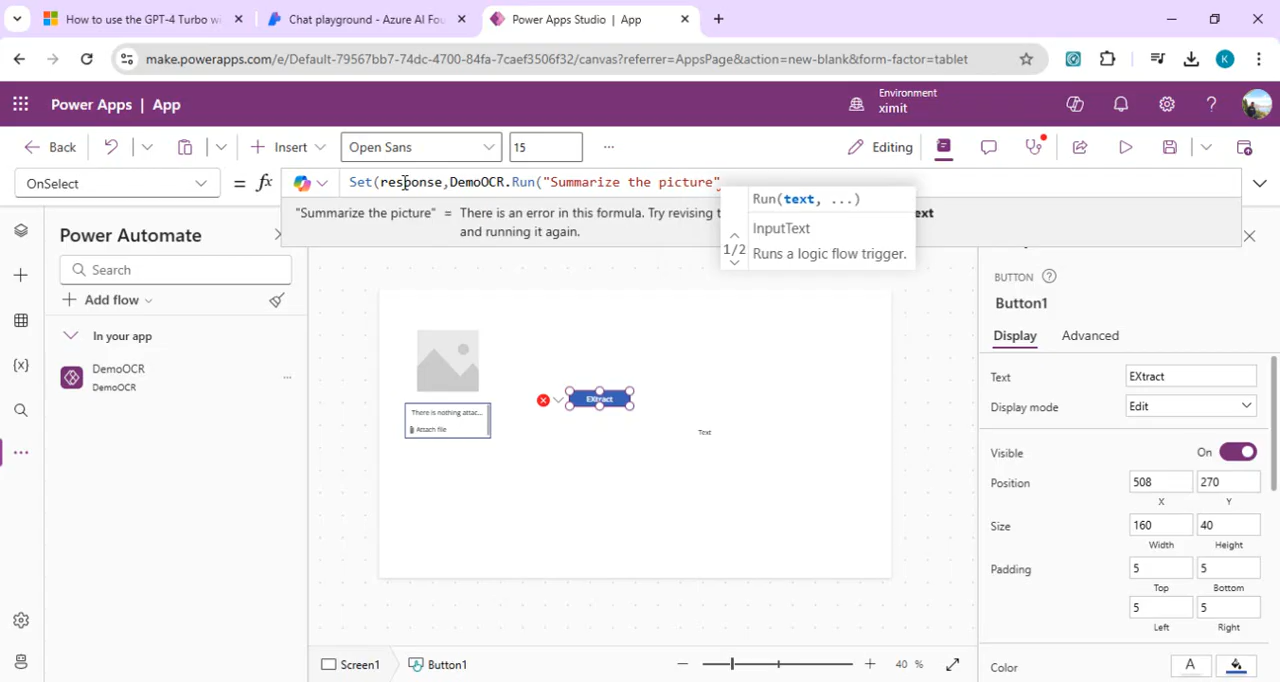 How to use the GPT-4 Turbo w
Chat playground - Azure AI Fou
Power Apps Studio | App
make.powerapps.com/e/Default-79567bb7-74dc-4700-84fa-7caef3506f32/canvas?referrer=AppsPage&action=new-blank&form-factor=tablet
K
Power Apps | App
Environment
ximit
Back
Insert
Open Sans
15
...
Editing
OnSelect
= fx
Set(response,DemoOCR.Run("Summarize the picture",
"Summarize the picture" = There is an error in this formula. Try revising t
and running it again.
ext
Run(text, ...)
InputText
1/2
Runs a logic flow trigger.
Power Automate
Search
Add flow
In your app
DemoOCR
DemoOCR
...
There is nothing attac...
Attach file
EXtract
Text
BUTTON
Button1
Display
Advanced
Text
EXtract
Display mode
Edit
Visible
On
Position
508
270
X
Y
Size
160
40
Width
Height
Padding
5
5
Top
Bottom
5
5
Left
Right
Color
A
Screen1
Button1
40 %